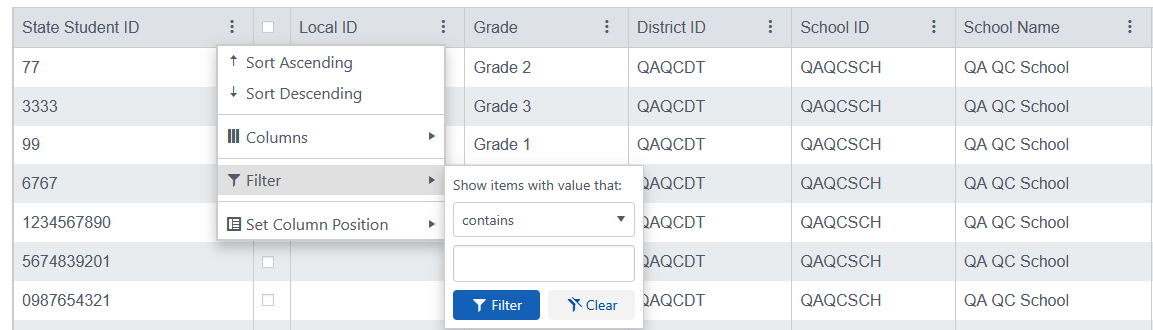 State Student ID Local ID Grade District ID School ID School Name
77 Grade 2 QAQCDT QAQCSCH QA QC School
Sort Ascending
Sort Descending
3333 Grade 3 QAQCDT QAQCSCH QA QC School
Columns
99 Grade 1 QAQCDT QAQCSCH QA QC School
Filter
6767 QAQCDT QAQCSCH QA QC School
Show items with value that:
contains
Set Column Position
1234567890 QAQCDT QAQCSCH QA QC School
5674839201 QAQCDT QAQCSCH QA QC School
0987654321 QAQCDT QAQCSCH QA QC School
Filter Clear